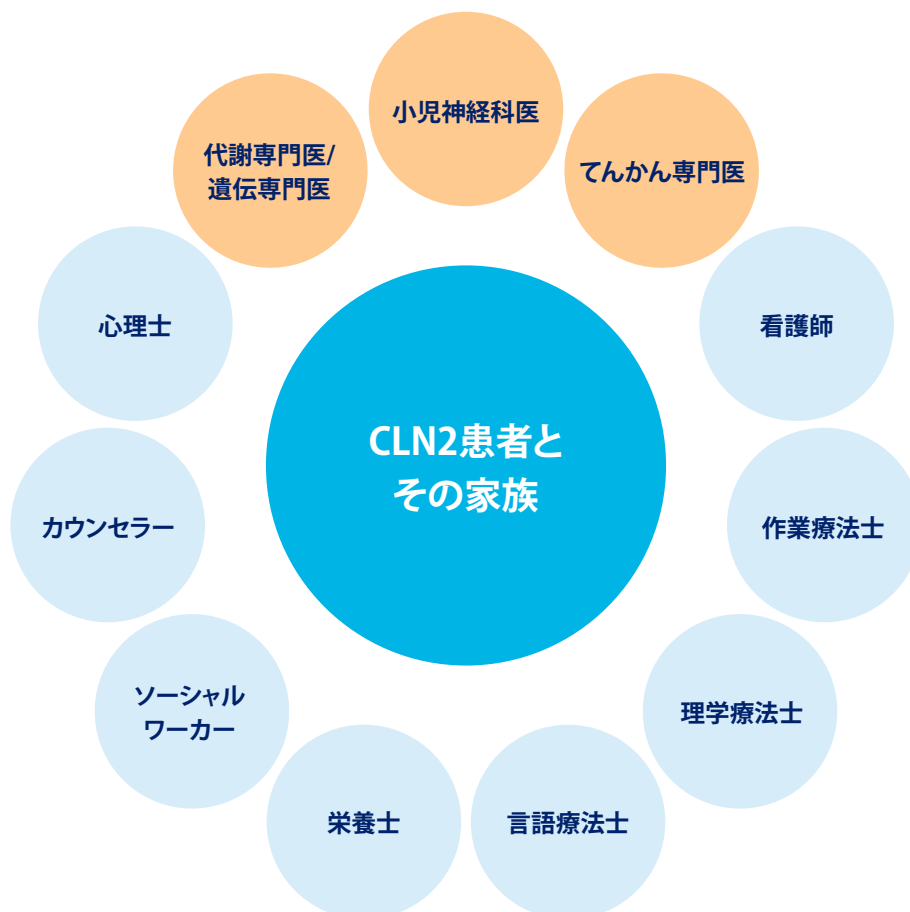 小児神経科医
代謝専門医/
遺伝専門医
てんかん専門医
心理士
看護師
CLN2患者と
その家族
カウンセラー
作業療法士
ソーシャル
ワーカー
理学療法士
栄養士
言語療法士